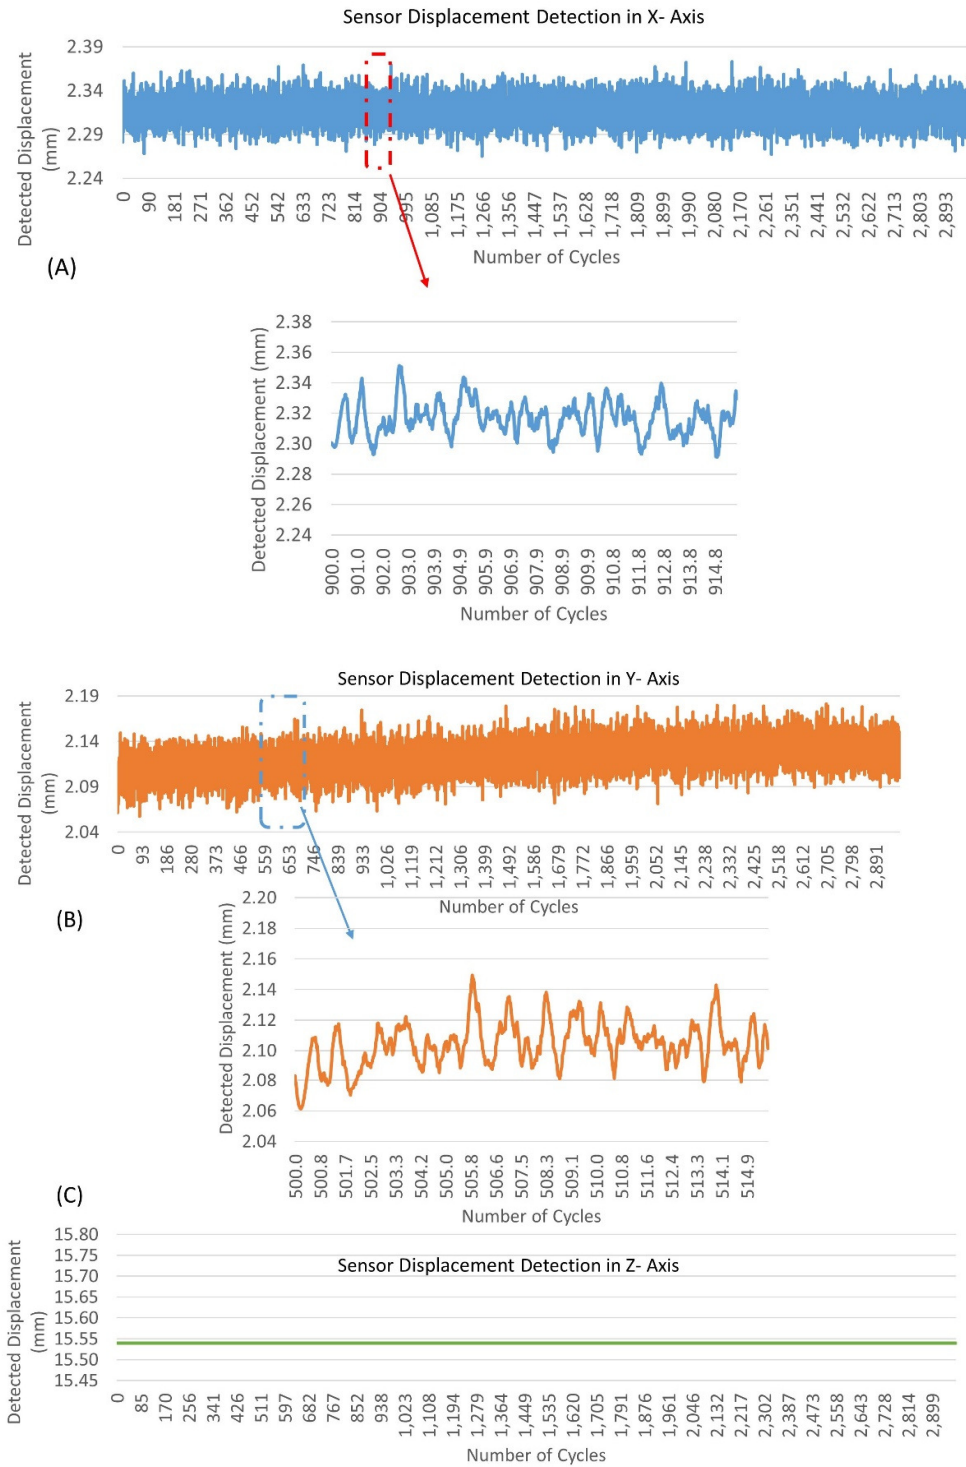 Sensor Displacement Detection in X- Axis
Detected Displacement
(mm)
2.39
2.34
2.29
2.24
0 90 181 271 362 452 542 633 723 814 904 995 1,085 1,175 1,266 1,356 1,447 1,537 1,628 1,718 1,809 1,899 1,990 2,080 2,170 2,261 2,351 2,441 2,532 2,622 2,713 2,803 2,893
Number of Cycles
(A)
Detected Displacement (mm)
2.38
2.36
2.34
2.32
2.30
2.28
2.26
2.24
900.0 901.0 902.0 903.0 903.9 904.9 905.9 906.9 907.9 908.9 909.9 910.8 911.8 912.8 913.8 914.8
Number of Cycles
Sensor Displacement Detection in Y- Axis
Detected Displacement
(mm)
2.19
2.14
2.09
2.04
0 93 186 280 373 466 559 653 746 839 933 1,026 1,119 1,212 1,306 1,399 1,492 1,586 1,679 1,772 1,866 1,959 2,052 2,145 2,238 2,332 2,425 2,518 2,612 2,705 2,798 2,891
Number of Cycles
(B)
Detected Displacement (mm)
2.20
2.18
2.16
2.14
2.12
2.10
2.08
2.06
2.04
500.0 500.8 501.7 502.5 503.3 504.2 505.0 505.8 506.6 507.5 508.3 509.1 510.0 510.8 511.6 512.4 513.3 514.1 514.9
Number of Cycles
(C)
Sensor Displacement Detection in Z- Axis
Detected Displacement
(mm)
15.80
15.75
15.70
15.65
15.60
15.55
15.50
15.45
0 85 170 256 341 426 511 597 682 767 852 938 1,023 1,108 1,194 1,279 1,364 1,449 1,535 1,620 1,705 1,791 1,876 1,961 2,046 2,132 2,217 2,302 2,387 2,473 2,558 2,643 2,728 2,814 2,899
Number of Cycles